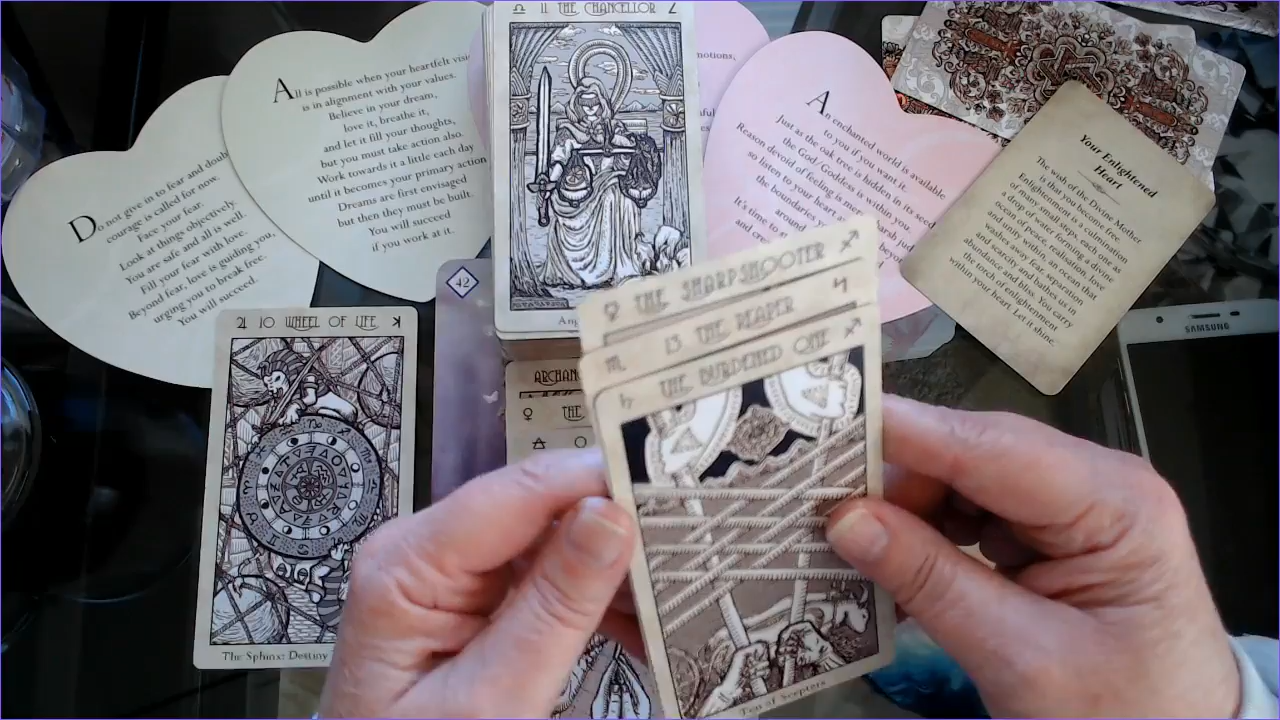 Do not give in to fear and doubt
courage is called for now.
Face your fear.
Look at things objectively.
You are safe and all is well.
Fill your fear with love.
Beyond fear, love is guiding you,
urging you to break free.
You will succeed.
All is possible when your heartfelt
is in alignment with your values.
Believe in your dream,
love it, breathe it,
and let it fill your thoughts,
but you must take action also.
Work towards it a little each day
until it becomes your primary action
Dreams are first envisaged
but then they must be built.
You will succeed
if you work at it.
II THE CHANCELLOR
An enchanted world is available
to you if you want it.
Just as the oak tree is hidden in its seed
the God/Goddess is within you.
Reason devoid of feeling is
so listen to your heart
the boundaries
around
It's time to
and
Your Enlightened
Heart
The wish of the Divine Mother
is that you become free.
Enlightenment is a culmination
of many small steps, each one as
a drop of water forming a divine
ocean of peace, realisation, love
and unity within, an ocean that
washes away fear, separation
and scarcity and bathes in
abundance and bliss. You carry
the torch of enlightenment
within your heart. Let it shine.
SAMSUNG
42
10 WHEEL OF LIFE
The Sphinx: Destiny
ARCHAN
THE
THE SHARPSHOOTER
13 THE REAPER
THE BURDENED ONE
Ten of Scepters